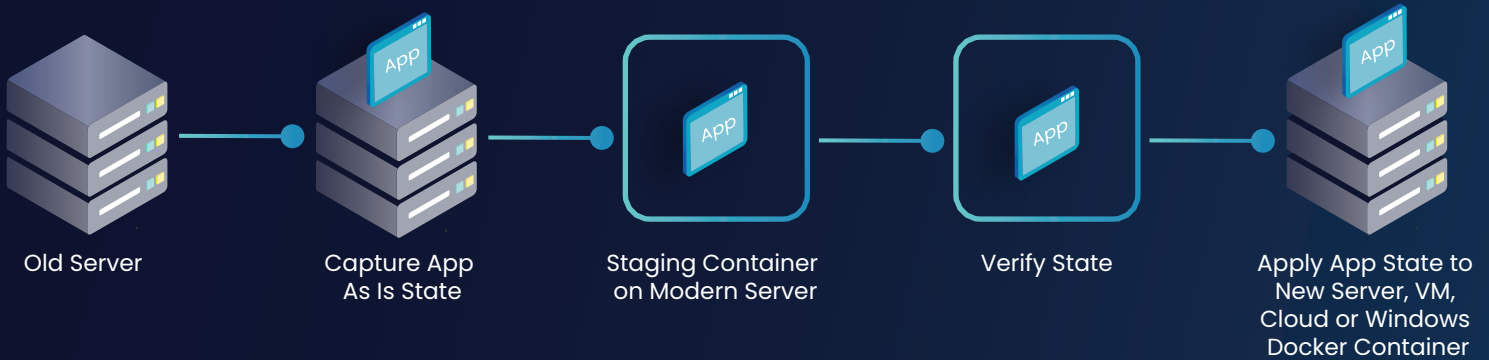 App
App
App
App
Old Server
Capture App
As Is State
Staging Container
on Modern Server
Verify State
Apply App State to
New Server, VM,
Cloud or Windows
Docker Container